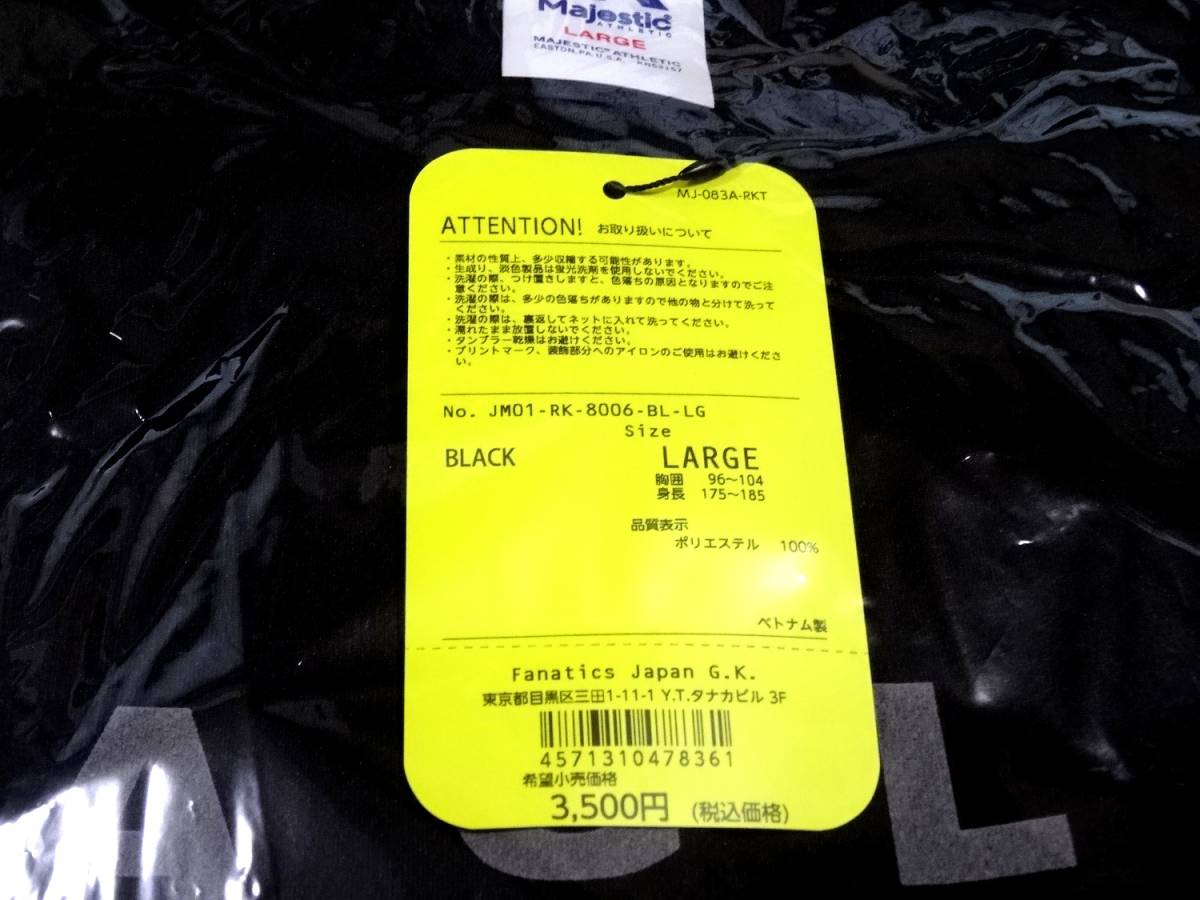 Majestic
ATHLETIC
LARGE
MAJESTIC® ATHLETIC
EASTON, PA, U.S.A.
MJ-083A-RKT
ATTENTION! お取り扱いについて
・素材の性質上、多少収縮する可能性があります。
・生成り、淡色製品は蛍光洗剤を使用しないでください。
・洗濯の際、つけ置きしますと、色落ちの原因となりますのでご注
意ください。
・洗濯の際は、多少の色落ちがありますので他の物と分けて洗って
ください。
・洗濯の際は、裏返してネットに入れて洗ってください。
・濡れたまま放置しないでください。
・タンブラー乾燥はお避けください。
・プリントマーク、装飾部分へのアイロンのご使用はお避けくださ
い。
No. JM01-RK-8006-BL-LG
Size
BLACK LARGE
胸囲 96～104
身長 175～185
品質表示
ポリエステル 100%
ベトナム製
Fanatics Japan G.K.
東京都目黒区三田1-11-1 Y.T.タナカビル 3F
4571310478361
希望小売価格
3,500円 (税込価格)